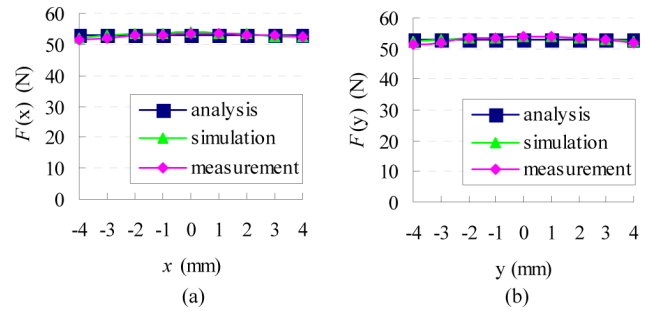 60
50
40
30
20
10
0
F(x) (N)
analysis
simulation
measurement
-4 -3 -2 -1 0 1 2 3 4
x (mm)
(a)
60
50
40
30
20
10
0
F(y) (N)
analysis
simulation
measurement
-4 -3 -2 -1 0 1 2 3 4
y (mm)
(b)